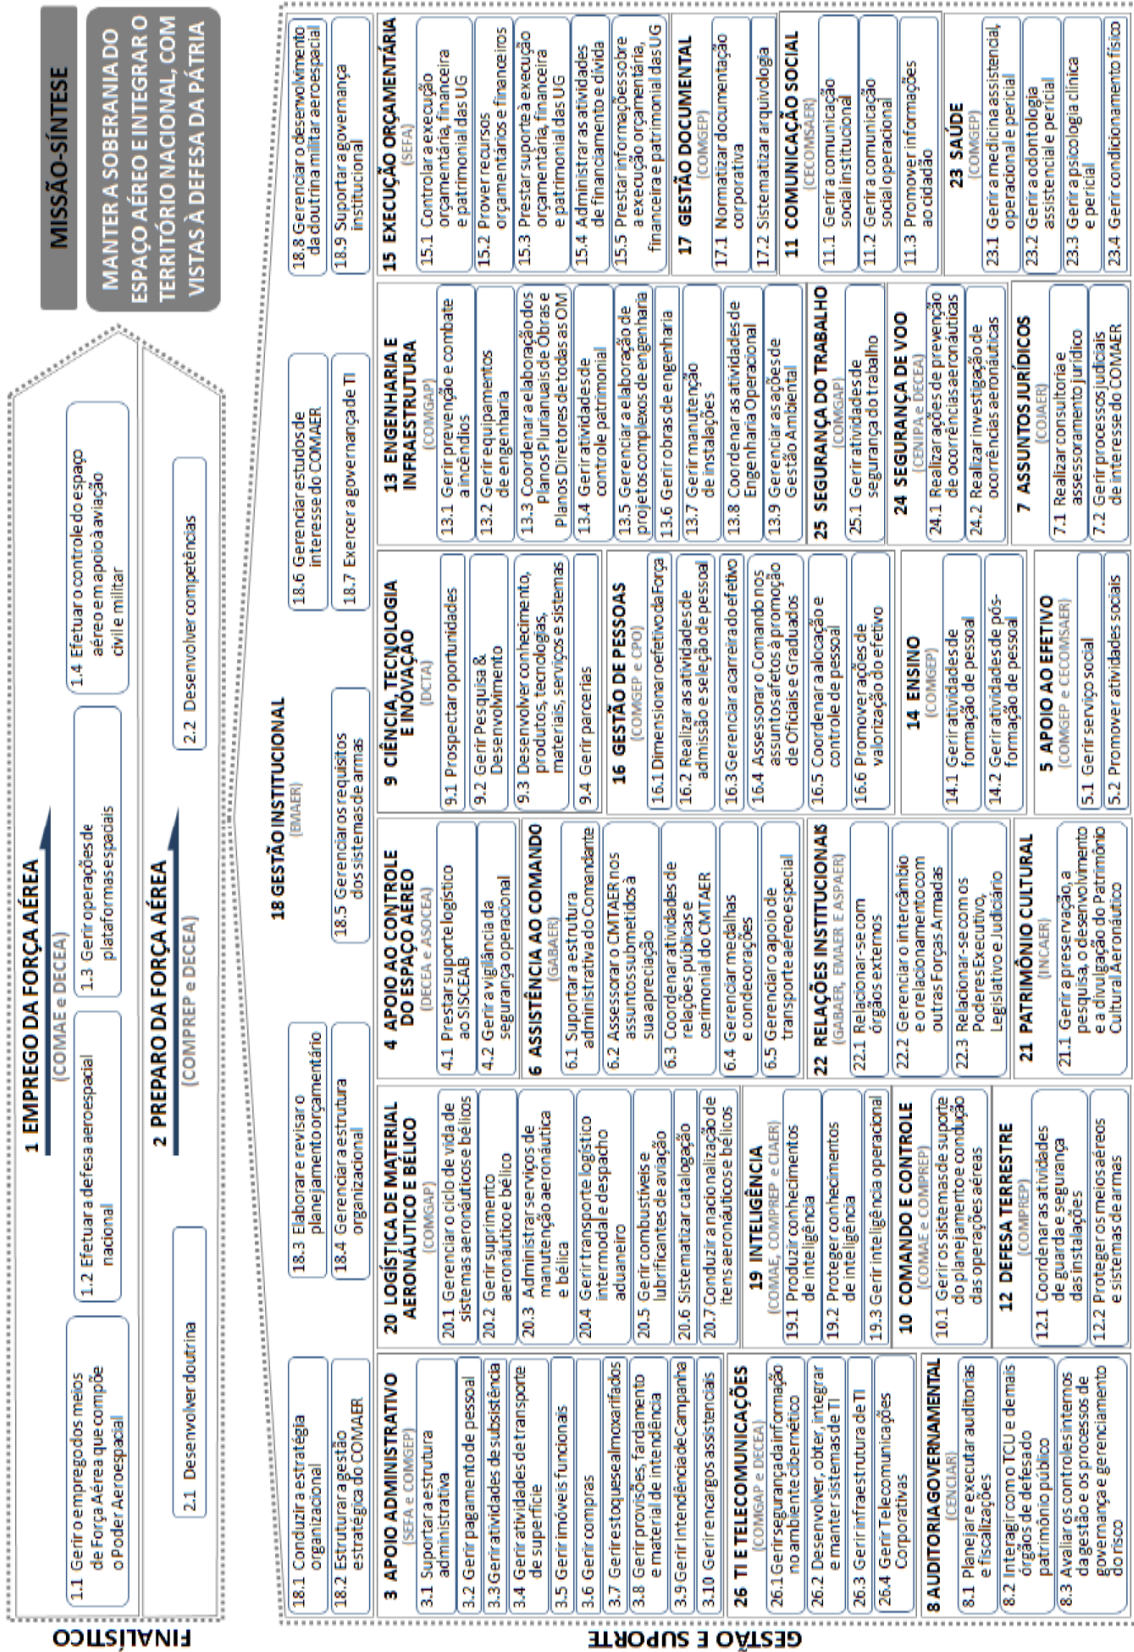 FINALÍSTICO
1 EMPREGO DA FORÇA AÉREA
(COMAE e DECEA)
1.1 Gerir o emprego dos meios
de Força Aérea que compõe
o Poder Aeroespacial
1.2 Efetuar a defesa aeroespacial
nacional
1.3 Gerir operações de
plataformas espaciais
1.4 Efetuar o controle do espaço
aéreo em apoio à aviação
civil e militar
2 PREPARO DA FORÇA AÉREA
(COMPREP e DECEA)
2.1 Desenvolver doutrina
2.2 Desenvolver competências
MISSÃO-SÍNTESE
MANTER A SOBERANIA DO
ESPAÇO AÉREO E INTEGRAR O
TERRITÓRIO NACIONAL, COM
VISTAS À DEFESA DA PÁTRIA
GESTÃO E SUPORTE
18 GESTÃO INSTITUCIONAL
(EMAER)
18.1 Conduzir a estratégia
organizacional
18.2 Estruturar a gestão
estratégica do COMAER
18.3 Elaborar e revisar o
planejamento orçamentário
18.4 Gerenciar a estrutura
organizacional
18.5 Gerenciar os requisitos
dos sistemas de armas
18.6 Gerenciar estudos de
interesse do COMAER
18.7 Exercer a governança de TI
18.8 Gerenciar o desenvolvimento
da doutrina militar aeroespacial
18.9 Suportar a governança
institucional
3 APOIO ADMINISTRATIVO
(SEFA e COMGEP)
3.1 Suportar a estrutura
administrativa
3.2 Gerir pagamento de pessoal
3.3 Gerir atividades de subsistência
3.4 Gerir atividades de transporte
de superfície
3.5 Gerir imóveis funcionais
3.6 Gerir compras
3.7 Gerir estoques e almoxarifados
3.8 Gerir provisões, fardamento
e material de intendência
3.9 Gerir Intendência de Campanha
3.10 Gerir encargos assistenciais
26 TI E TELECOMUNICAÇÕES
(COMGAP e DECEA)
26.1 Gerir segurança da informação
no ambiente cibernético
26.2 Desenvolver, obter, integrar
e manter sistemas de TI
26.3 Gerir infraestrutura de TI
26.4 Gerir Telecomunicações
Corporativas
8 AUDITORIA GOVERNAMENTAL
(CENCIAR)
8.1 Planejar e executar auditorias
e fiscalizações
8.2 Interagir com o TCU e demais
órgãos de defesa do
patrimônio público
8.3 Avaliar os controles internos
da gestão e os processos de
governança e gerenciamento
do risco
20 LOGÍSTICA DE MATERIAL
AERONÁUTICO E BÉLICO
(COMGAP)
20.1 Gerenciar o ciclo de vida de
sistemas aeronáuticos e bélicos
20.2 Gerir suprimento
aeronáutico e bélico
20.3 Administrar serviços de
manutenção aeronáutica
e bélica
20.4 Gerir transporte logístico
intermodal e despacho
aduaneiro
20.5 Gerir combustíveis e
lubrificantes de aviação
20.6 Sistematizar catalogação
20.7 Conduzir a nacionalização de
itens aeronáuticos e bélicos
19 INTELIGÊNCIA
(COMAE, COMPREP e CIAER)
19.1 Produzir conhecimentos
de inteligência
19.2 Proteger conhecimentos
de inteligência
19.3 Gerir inteligência operacional
10 COMANDO E CONTROLE
(COMAE e COMPREP)
10.1 Gerir os sistemas de suporte
do planejamento e condução
das operações aéreas
12 DEFESA TERRESTRE
(COMPREP)
12.1 Coordenar as atividades
de guarda e segurança
das instalações
12.2 Proteger os meios aéreos
e sistemas de armas
4 APOIO AO CONTROLE
DO ESPAÇO AÉREO
(DECEA e ASOCEA)
4.1 Prestar suporte logístico
ao SISCEAB
4.2 Gerir a vigilância da
segurança operacional
6 ASSISTÊNCIA AO COMANDO
(GABAER)
6.1 Suportar a estrutura
administrativa do Comandante
6.2 Assessorar o CMTAER nos
assuntos submetidos à
sua apreciação
6.3 Coordenar atividades de
relações públicas e
cerimonial do CMTAER
6.4 Gerenciar medalhas
e condecorações
6.5 Gerenciar o apoio de
transporte aéreo especial
22 RELAÇÕES INSTITUCIONAIS
(GABAER, EMAER E ASPAER)
22.1 Relacionar-se com
órgãos externos
22.2 Gerenciar o intercâmbio
e o relacionamento com
outras Forças Armadas
22.3 Relacionar-se com os
Poderes Executivo,
Legislativo e Judiciário
21 PATRIMÔNIO CULTURAL
(INCAER)
21.1 Gerir a preservação, a
pesquisa, o desenvolvimento
e a divulgação do Patrimônio
Cultural Aeronáutico
9 CIÊNCIA, TECNOLOGIA
E INOVAÇÃO
(DCTA)
9.1 Prospectar oportunidades
9.2 Gerir Pesquisa &
Desenvolvimento
9.3 Desenvolver conhecimento,
produtos, tecnologias,
materiais, serviços e sistemas
9.4 Gerir parcerias
16 GESTÃO DE PESSOAS
(COMGEP e CPO)
16.1 Dimensionar o efetivo da Força
16.2 Realizar as atividades de
admissão e seleção de pessoal
16.3 Gerenciar a carreira do efetivo
16.4 Assessorar o Comando nos
assuntos afetos à promoção
de Oficiais e Graduados
16.5 Coordenar a alocação e
controle de pessoal
16.6 Promover ações de
valorização do efetivo
14 ENSINO
(COMGEP)
14.1 Gerir atividades de
formação de pessoal
14.2 Gerir atividades de pós-
formação de pessoal
5 APOIO AO EFETIVO
(COMGEP e CECOMSAER)
5.1 Gerir serviço social
5.2 Promover atividades sociais
13 ENGENHARIA E
INFRAESTRUTURA
(COMGAP)
13.1 Gerir prevenção e combate
a incêndios
13.2 Gerir equipamentos
de engenharia
13.3 Coordenar a elaboração dos
Planos Plurianuais de Obras e
Planos Diretores de todas as OM
13.4 Gerir atividades de
controle patrimonial
13.5 Gerenciar a elaboração de
projetos complexos de engenharia
13.6 Gerir obras de engenharia
13.7 Gerir manutenção
de instalações
13.8 Coordenar as atividades de
Engenharia Operacional
13.9 Gerenciar as ações de
Gestão Ambiental
25 SEGURANÇA DO TRABALHO
(COMGAP)
25.1 Gerir atividades de
segurança do trabalho
24 SEGURANÇA DE VOO
(CENIPA e DECEA)
24.1 Realizar ações de prevenção
de ocorrências aeronáuticas
24.2 Realizar investigação de
ocorrências aeronáuticas
7 ASSUNTOS JURÍDICOS
(COJAER)
7.1 Realizar consultoria e
assessoramento jurídico
7.2 Gerir processos judiciais
de interesse do COMAER
15 EXECUÇÃO ORÇAMENTÁRIA
(SEFA)
15.1 Controlar a execução
orçamentária, financeira
e patrimonial das UG
15.2 Prover recursos
orçamentários e financeiros
15.3 Prestar suporte à execução
orçamentária, financeira
e patrimonial das UG
15.4 Administrar as atividades
de financiamento e dívida
15.5 Prestar informações sobre
a execução orçamentária,
financeira e patrimonial das UG
17 GESTÃO DOCUMENTAL
(COMGEP)
17.1 Normatizar documentação
corporativa
17.2 Sistematizar arquivologia
11 COMUNICAÇÃO SOCIAL
(CECOMSAER)
11.1 Gerir a comunicação
social institucional
11.2 Gerir a comunicação
social operacional
11.3 Promover informações
ao cidadão
23 SAÚDE
(COMGEP)
23.1 Gerir a medicina assistencial,
operacional e pericial
23.2 Gerir a odontologia
assistencial e pericial
23.3 Gerir a psicologia clínica
e pericial
23.4 Gerir condicionamento físico